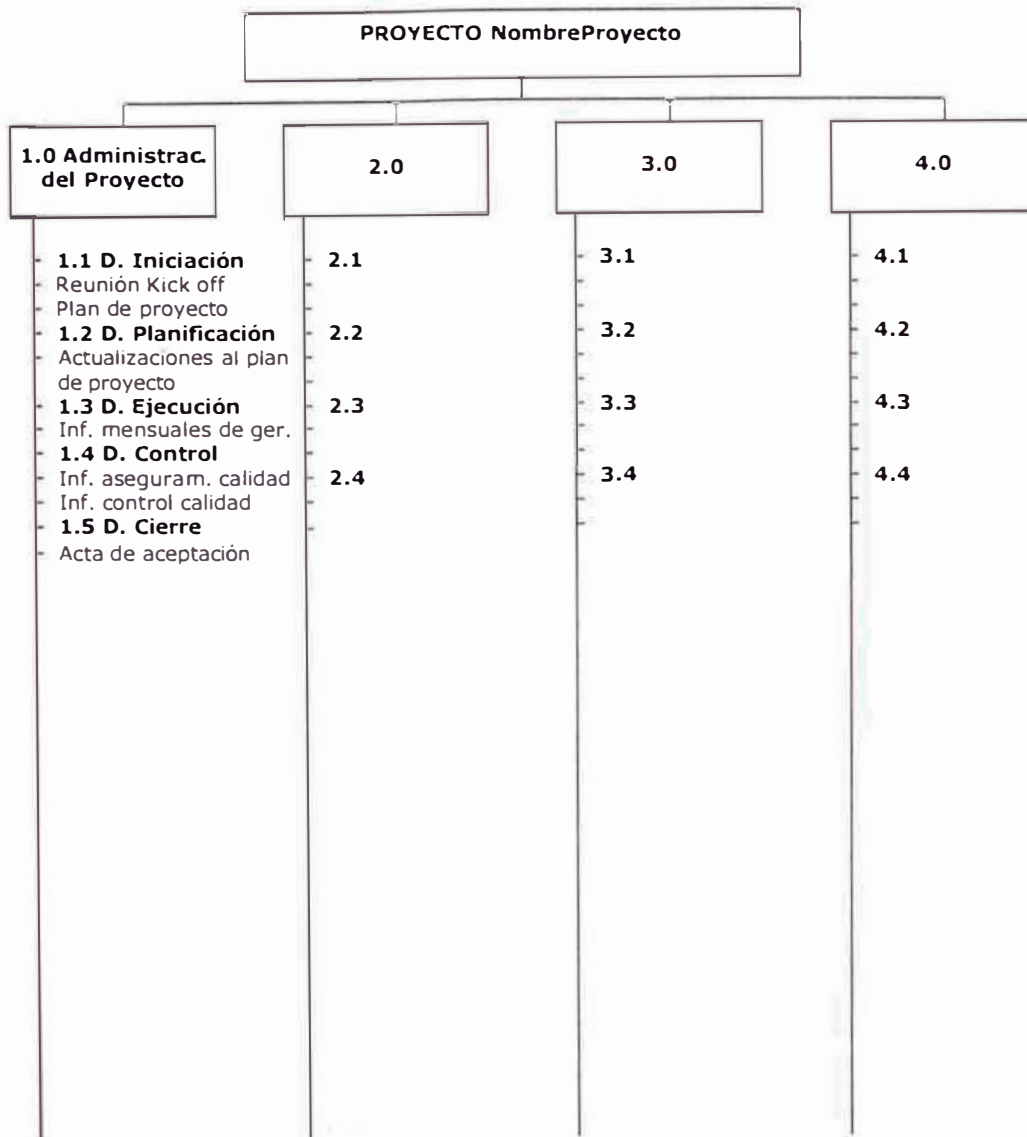 PROYECTO NombreProyecto
1.0 Administrac.
del Proyecto
1.1 D. Iniciación
Reunión Kick off
Plan de proyecto
1.2 D. Planificación
Actualizaciones al plan
de proyecto
1.3 D. Ejecución
Inf. mensuales de ger.
1.4 D. Control
Inf. aseguram. calidad
Inf. control calidad
1.5 D. Cierre
Acta de aceptación
2.0
2.1
2.2
2.3
2.4
3.0
3.1
3.2
3.3
3.4
4.0
4.1
4.2
4.3
4.4